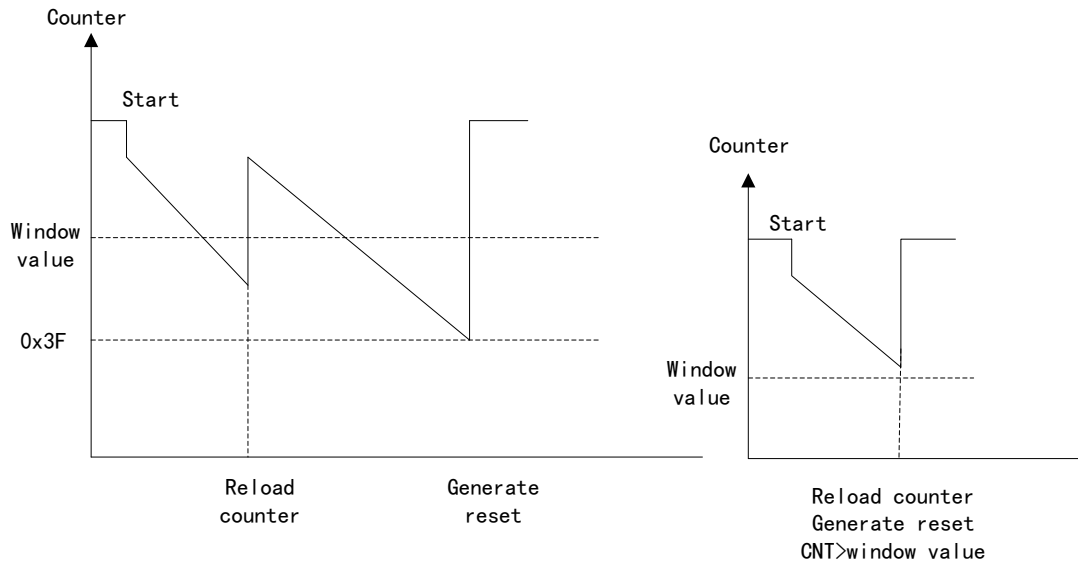 Counter
Start
Window
value
0x3F
Reload
counter
Generate
reset
Counter
Start
Window
value
Reload counter
Generate reset
CNT>window value